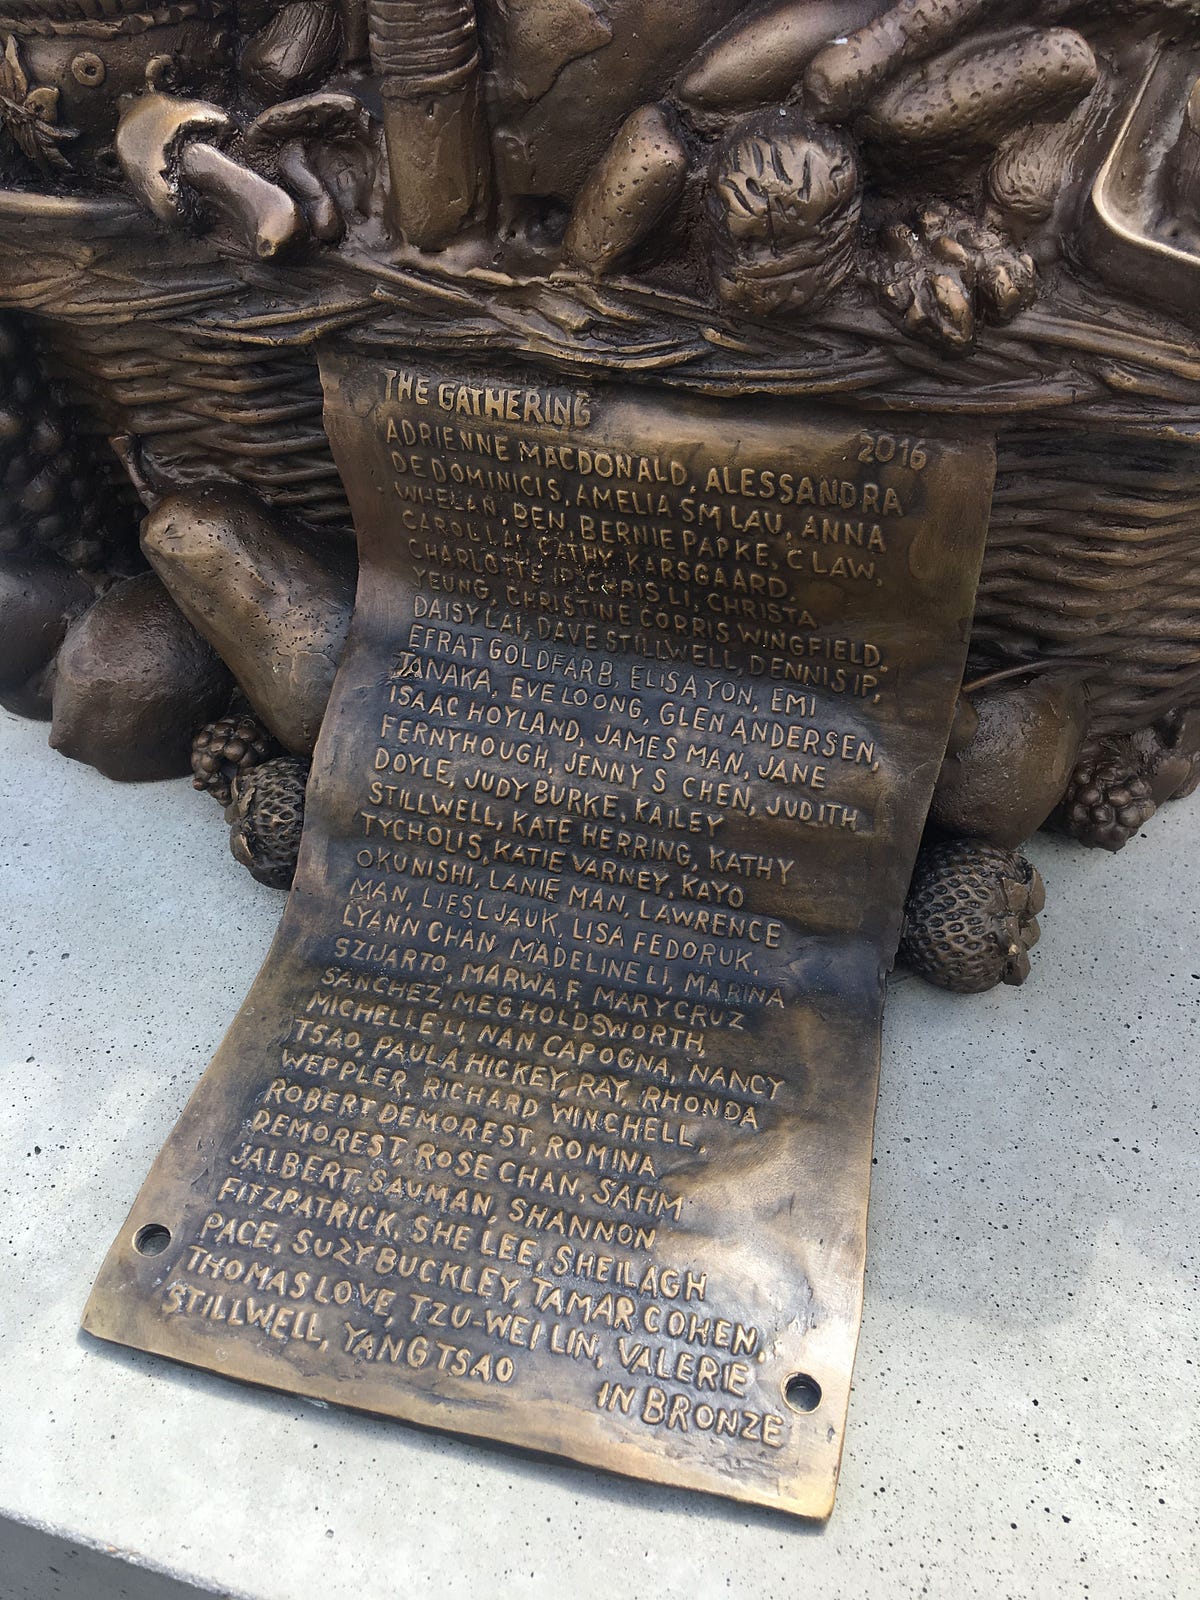 THE GATHERING
2016
ADRIENNE MACDONALD, ALESSANDRA
DE DOMINICIS, AMELIA SM LAU, ANNA
WHELAN, BEN, BERNIE PAPKE, C LAW,
CAROL LAI, CATHY KARSGAARD,
CHARLOTTE IP, CHRIS LI, CHRISTA
YEUNG, CHRISTINE CORRIS WINGFIELD,
DAISY LAI, DAVE STILLWELL, DENNIS IP,
EFRAT GOLDFARB, ELISA YON, EMI
TANAKA, EVE LOONG, GLEN ANDERSEN,
ISAAC HOYLAND, JAMES MAN, JANE
FERNYHOUGH, JENNY S CHEN, JUDITH
DOYLE, JUDY BURKE, KAILEY
STILLWELL, KATE HERRING, KATHY
TYCHOLIS, KATIE VARNEY, KAYO
OKUNISHI, LANIE MAN, LAWRENCE
MAN, LIESL JAUK, LISA FEDORUK,
LYANN CHAN, MADELINE LI, MARINA
SZIJARTO, MARWA F, MARY CRUZ
SANCHEZ, MEG HOLDSWORTH,
MICHELLE LI, NAN CAPOGNA, NANCY
TSAO, PAULA HICKEY, RAY, RHONDA
WEPPLER, RICHARD WINCHELL,
ROBERT DEMOREST, ROMINA
DEMOREST, ROSE CHAN, SAHM
JALBERT, SAUMAN, SHANNON
FITZPATRICK, SHE LEE, SHEILAGH
PACE, SUZY BUCKLEY, TAMAR COHEN,
THOMAS LOVE, TZU-WEI LIN, VALERIE
STILLWELL, YANG TSAO
IN BRONZE